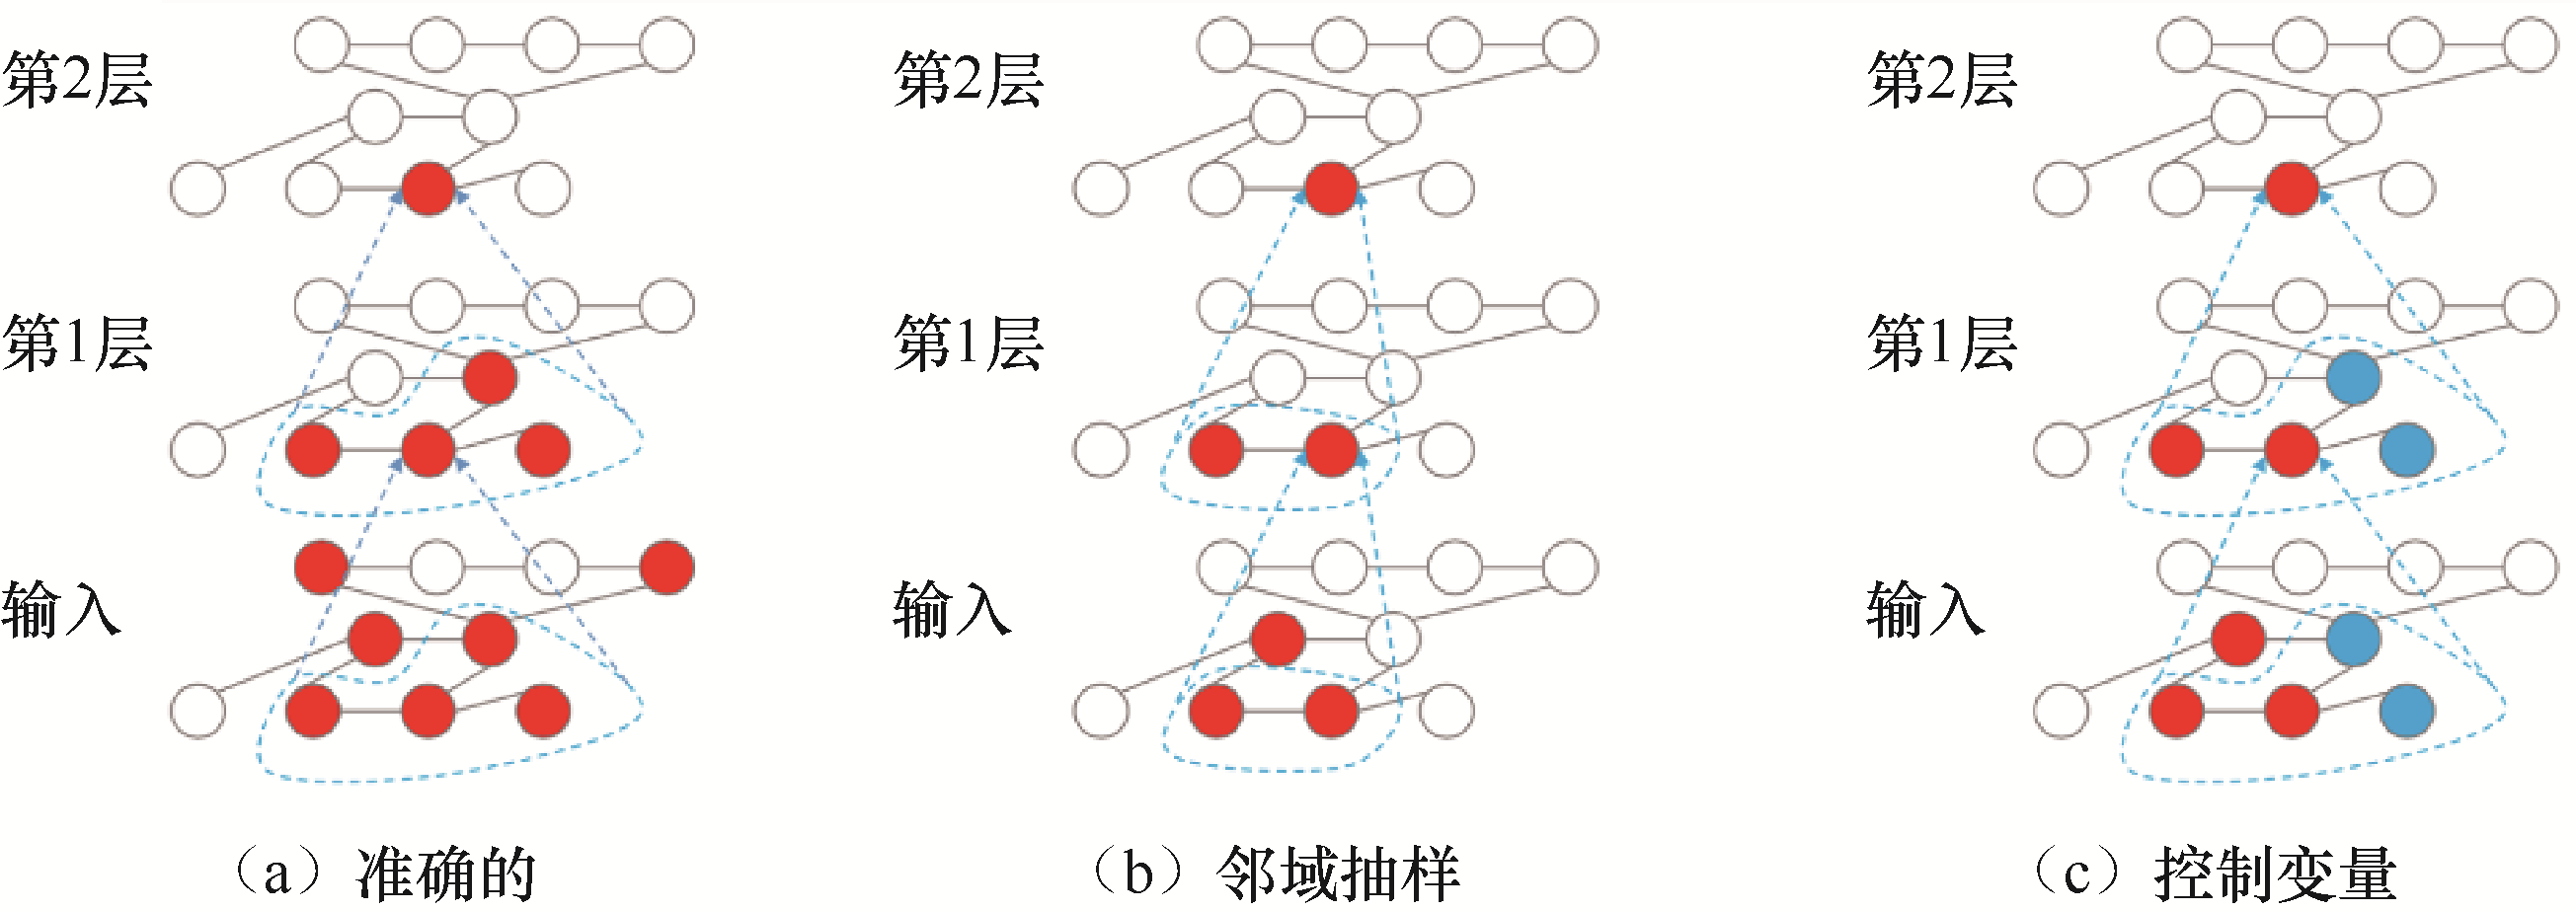 第2层 第2层 第2层
第1层 第1层 第1层
输入 输入 输入
（a）准确的 （b）邻域抽样 （c）控制变量